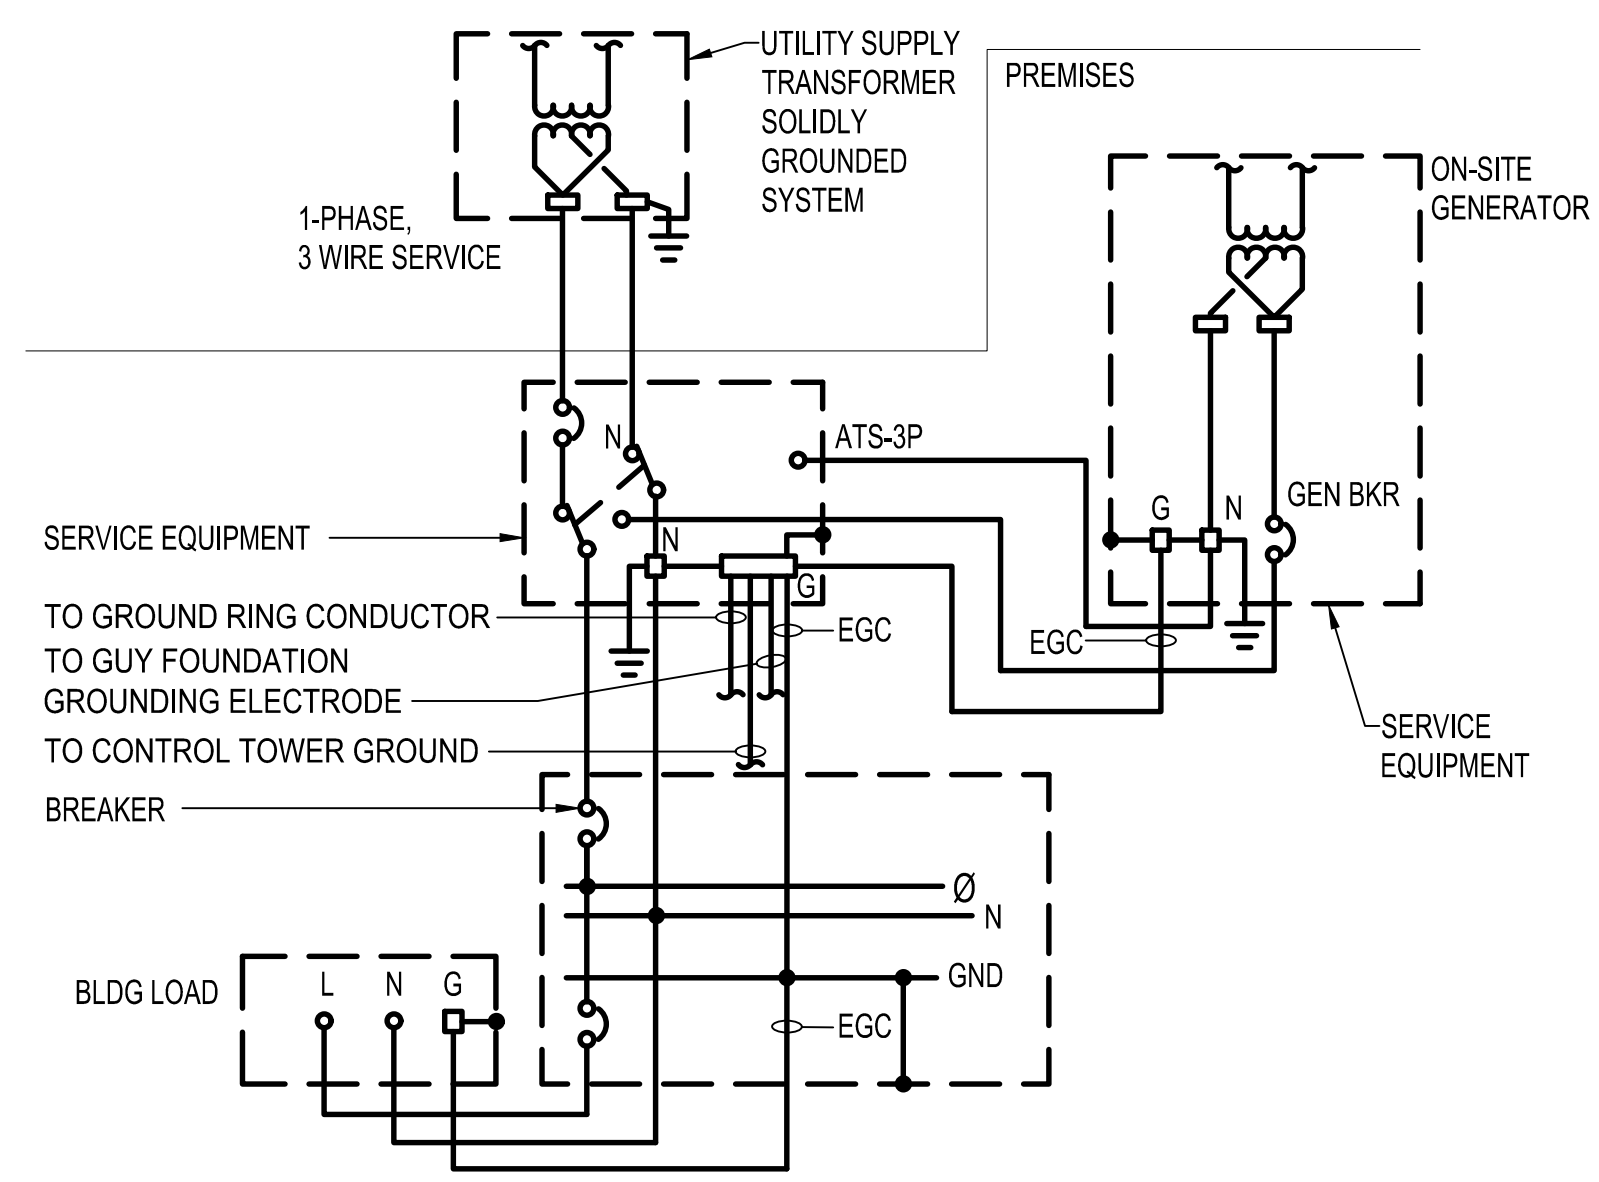 UTILITY SUPPLY
TRANSFORMER
SOLIDLY
GROUNDED
SYSTEM
PREMISES
ON-SITE
GENERATOR
1-PHASE,
3 WIRE SERVICE
N
ATS-3P
G
N
GEN BKR
SERVICE EQUIPMENT
N
G
TO GROUND RING CONDUCTOR
EGC
EGC
TO GUY FOUNDATION
GROUNDING ELECTRODE
SERVICE
EQUIPMENT
TO CONTROL TOWER GROUND
BREAKER
Ø
N
GND
BLDG LOAD
L
N
G
EGC